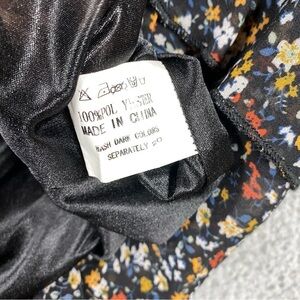 100%POLYESTER
MADE IN CHINA
WASH DARK COLORS
SEPARATELY